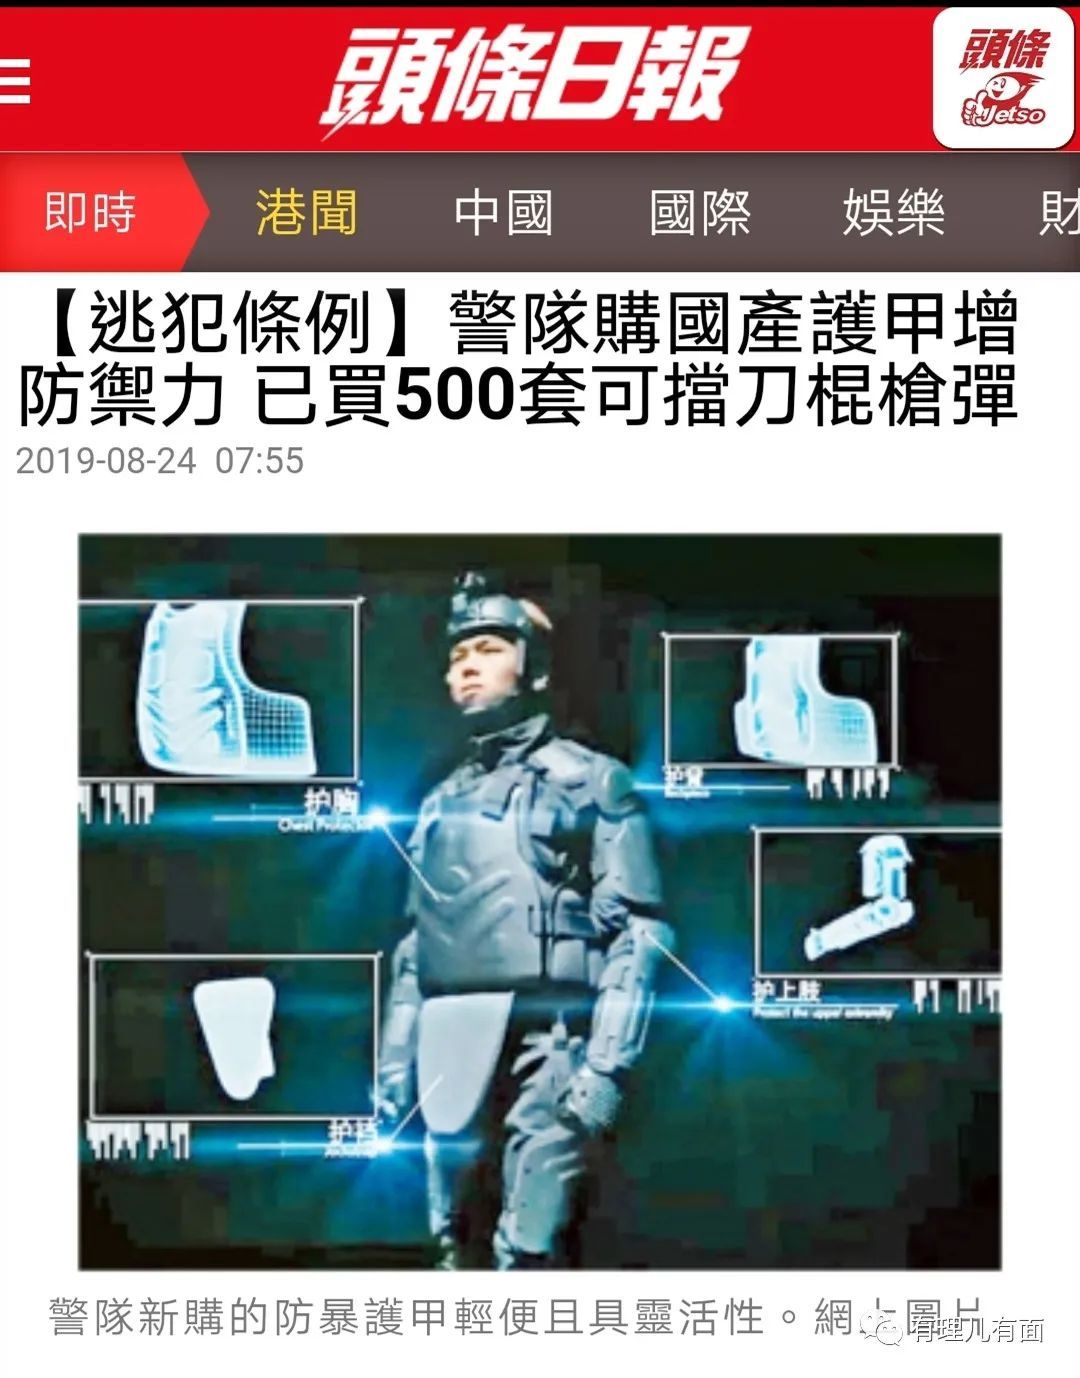 頭條日報
頭條
Jetso
即時 港聞 中國 國際 娛樂 財
【逃犯條例】警隊購國產護甲增
防禦力 已買500套可擋刀棍槍彈
2019-08-24 07:55
护胸
Chest Protector
护背
护上肢
Protect the upper extremity
护裆
警隊新購的防暴護甲輕便且具靈活性。網上圖片
有理儿有面